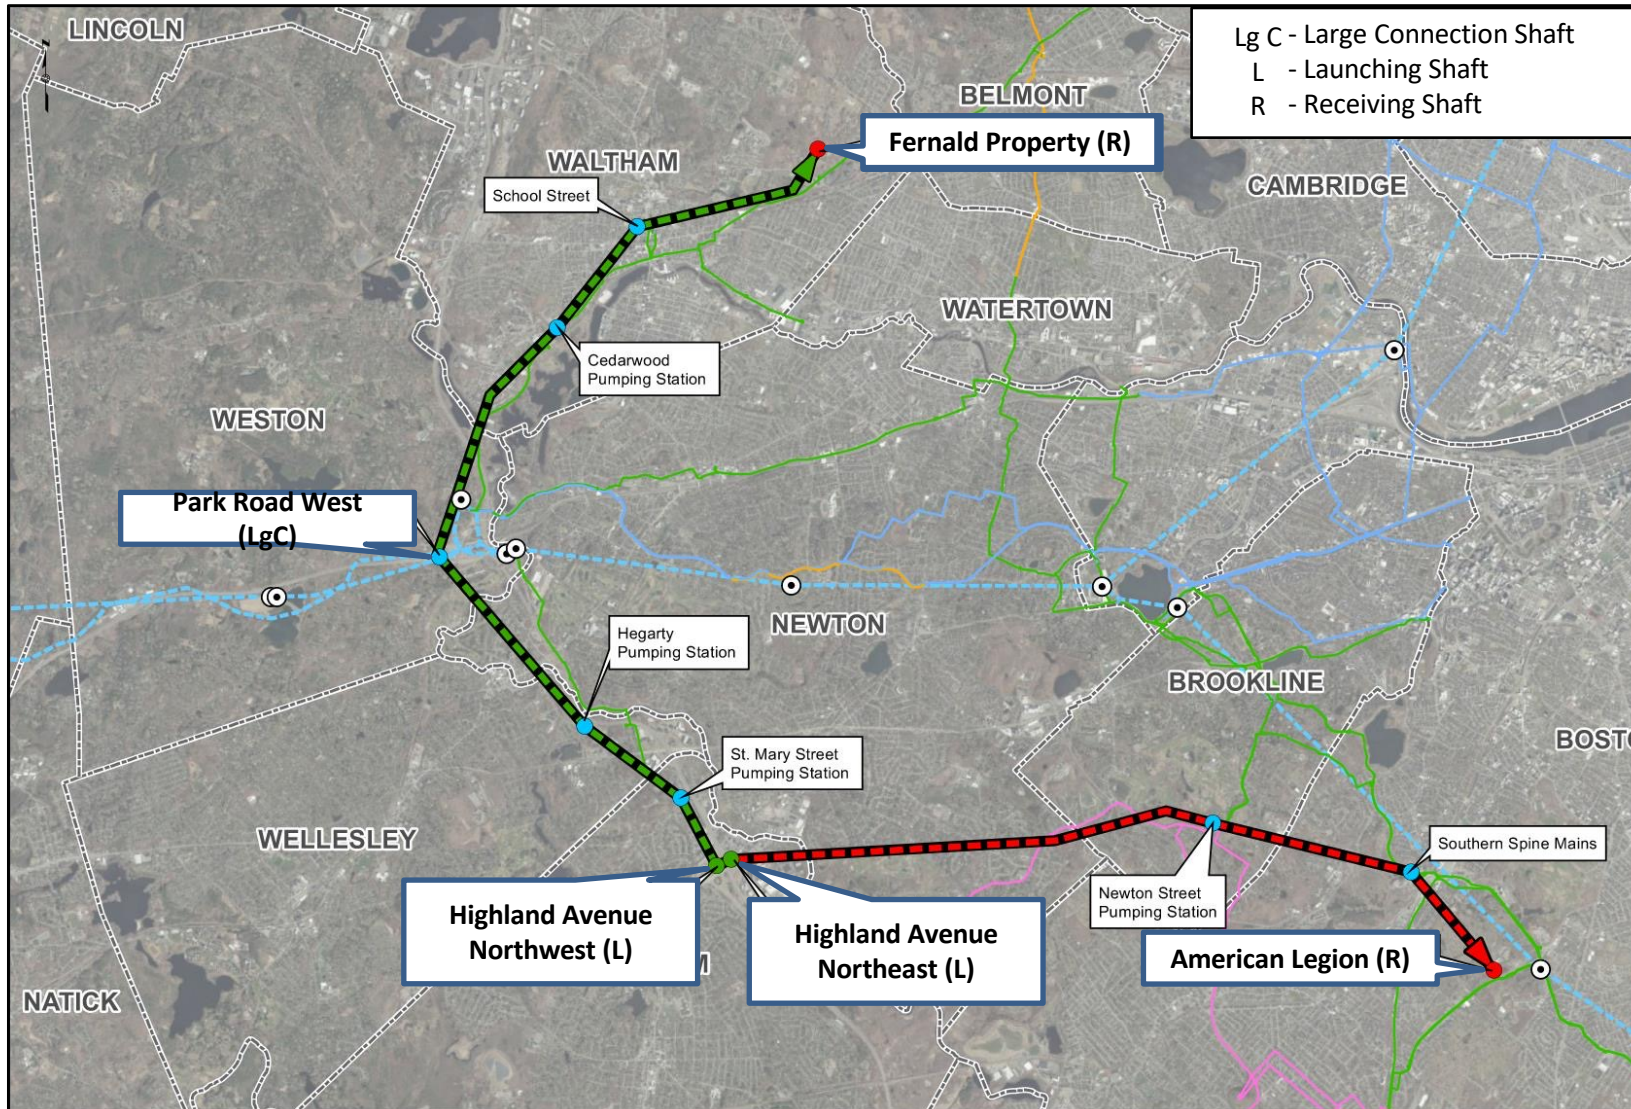 LINCOLN
Lg C - Large Connection Shaft
L - Launching Shaft
R - Receiving Shaft
BELMONT
Fernald Property (R)
WALTHAM
CAMBRIDGE
School Street
WATERTOWN
Cedarwood
Pumping Station
WESTON
Park Road West
(LgC)
NEWTON
Hegarty
Pumping Station
BROOKLINE
St. Mary Street
Pumping Station
BOSTO
WELLESLEY
Southern Spine Mains
Newton Street
Pumping Station
Highland Avenue
Northwest (L)
Highland Avenue
Northeast (L)
M
American Legion (R)
NATICK